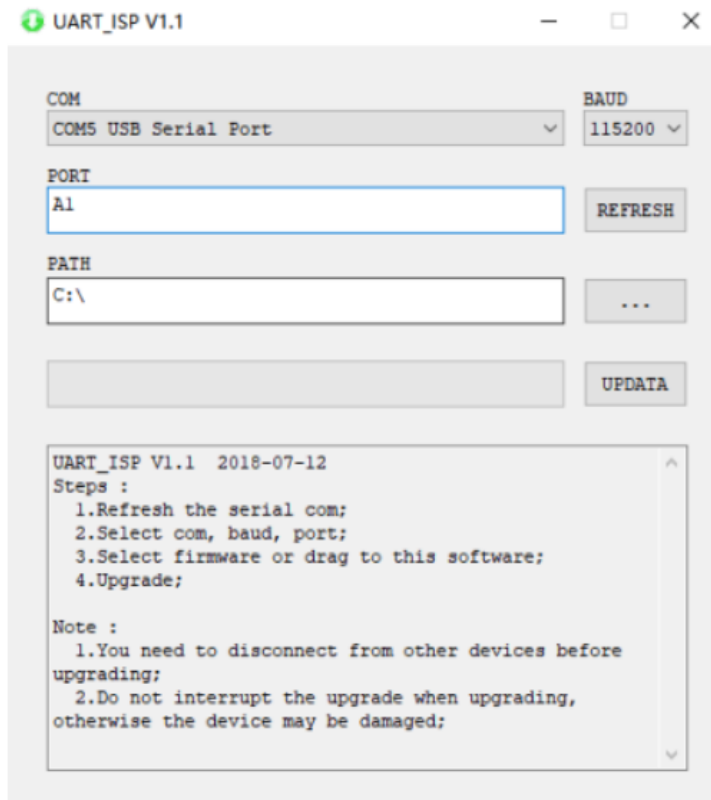 UART_ISP V1.1
COM
BAUD
COM5 USB Serial Port
115200
PORT
A1
REFRESH
PATH
C:\
...
UPDATA
UART_ISP V1.1  2018-07-12
Steps :
1.Refresh the serial com;
2.Select com, baud, port;
3.Select firmware or drag to this software;
4.Upgrade;
Note :
1.You need to disconnect from other devices before
upgrading;
2.Do not interrupt the upgrade when upgrading,
otherwise the device may be damaged;